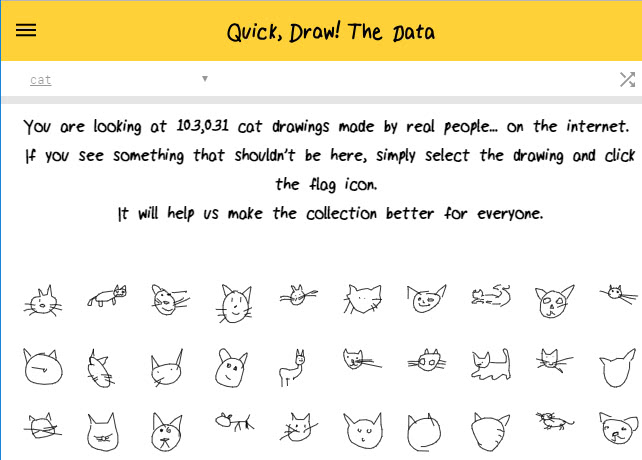 Quick, Draw! The Data
cat
You are looking at 103,031 cat drawings made by real people... on the internet.
If you see something that shouldn't be here, simply select the drawing and click
the flag icon.
It will help us make the collection better for everyone.